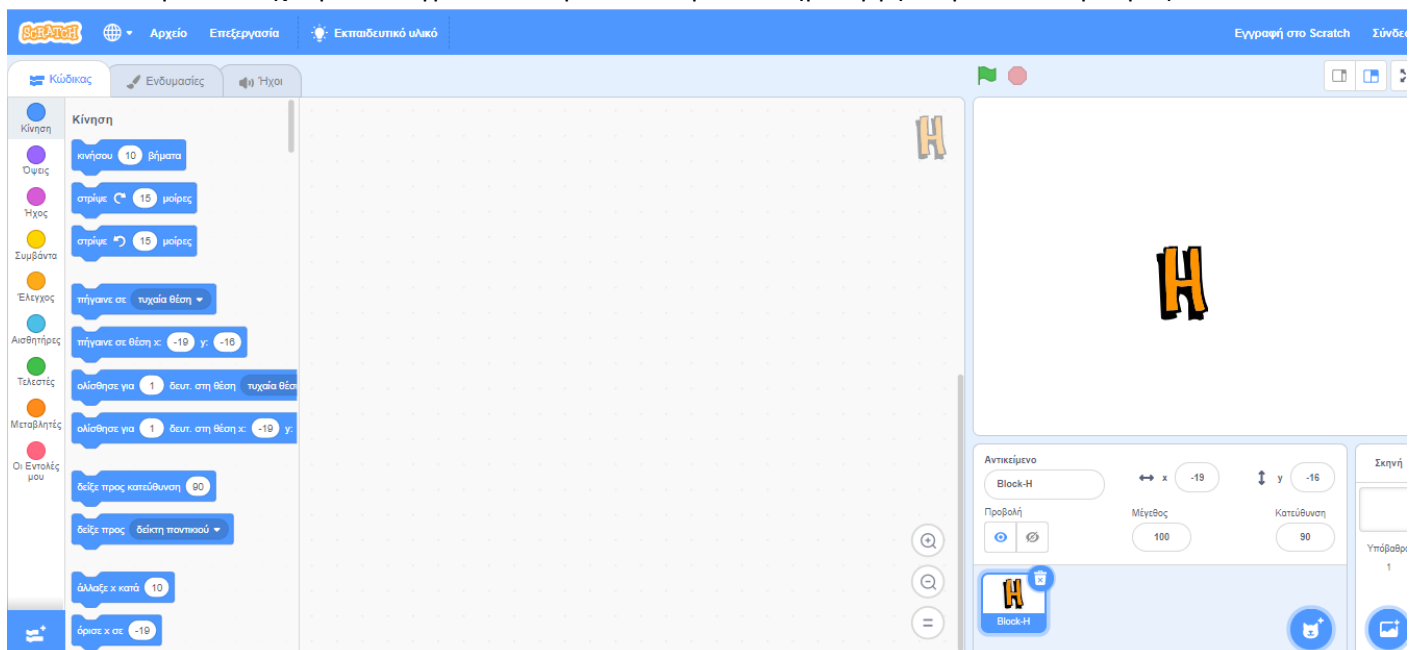 SCRATCH
Αρχείο Επεξεργασία Εκπαιδευτικό υλικό
Εγγραφή στο Scratch
Κώδικας Ενδυμασίες Ήχοι
Κίνηση
Όψεις
Ήχος
Συμβάντα
Έλεγχος
Αισθητήρες
Τελεστές
Μεταβλητές
Οι Εντολές
μου
Κίνηση
κινήσου 10 βήματα
στρίψε 15 μοίρες
στρίψε 15 μοίρες
πήγαινε σε τυχαία θέση
πήγαινε σε θέση x: -19 y: -16
ολίσθησε για 1 δευτ. στη θέση τυχαία
ολίσθησε για 1 δευτ. στη θέση x: -19 y:
δείξε προς κατεύθυνση 90
δείξε προς δείκτη ποντικιού
άλλαξε x κατά 10
όρισε x σε -19
H
H
Αντικείμενο
Block-H x -19 y -16
Προβολή Μέγεθος Κατεύθυνση
100 90
H
Block-H
Σκηνή
1